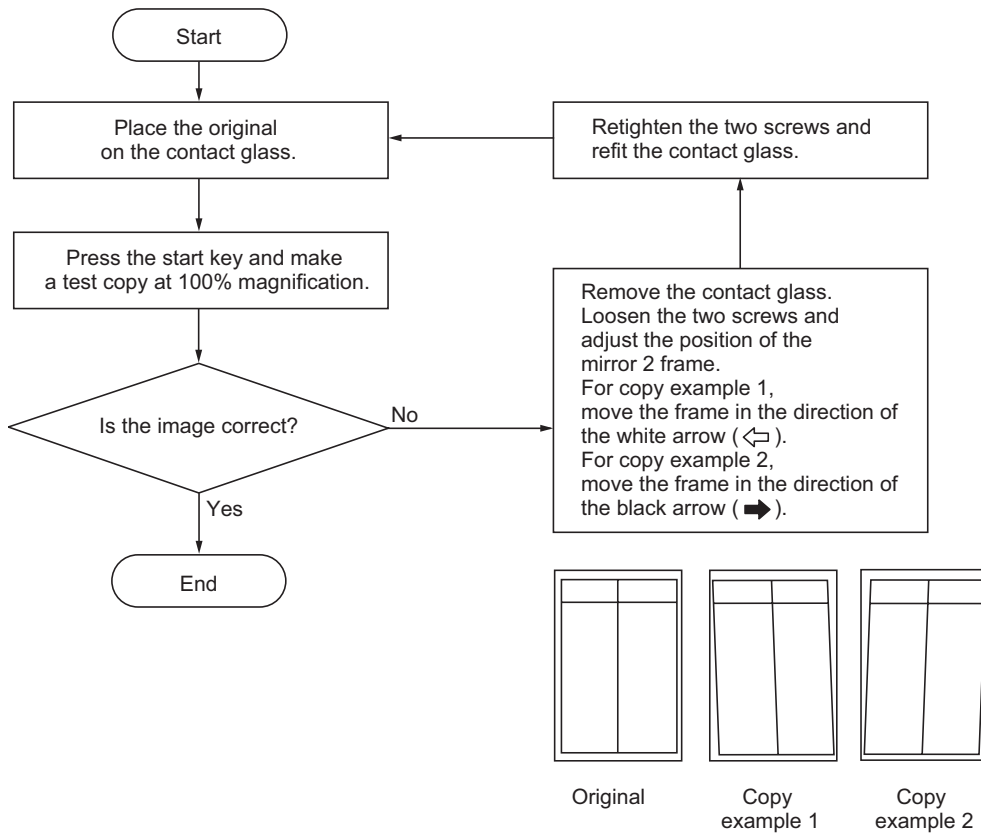 Start
Place the original
on the contact glass.
Press the start key and make
a test copy at 100% magnification.
Is the image correct?
No
Yes
End
Retighten the two screws and
refit the contact glass.
Remove the contact glass.
Loosen the two screws and
adjust the position of the
mirror 2 frame.
For copy example 1,
move the frame in the direction of
the white arrow ( ⇦ ).
For copy example 2,
move the frame in the direction of
the black arrow ( ➡ ).
Original
Copy
example 1
Copy
example 2